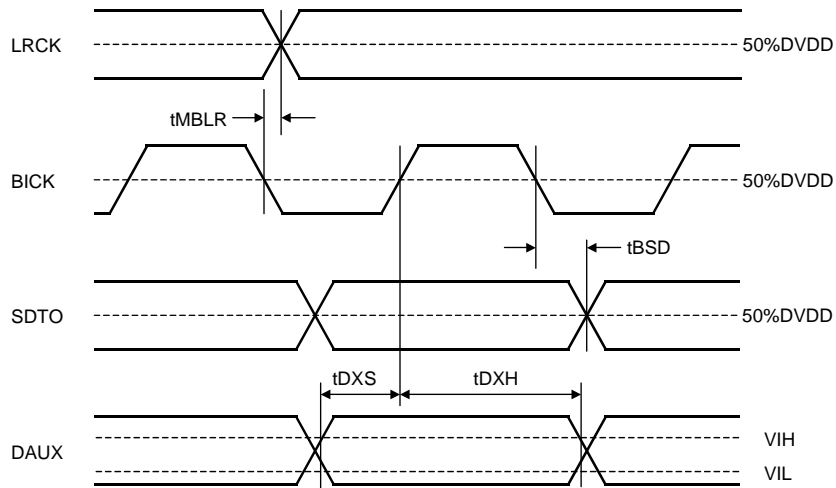 LRCK
50%DVDD
tMBLR
BICK
50%DVDD
tBSD
SDTO
50%DVDD
tDXS
tDXH
DAUX
VIH
VIL